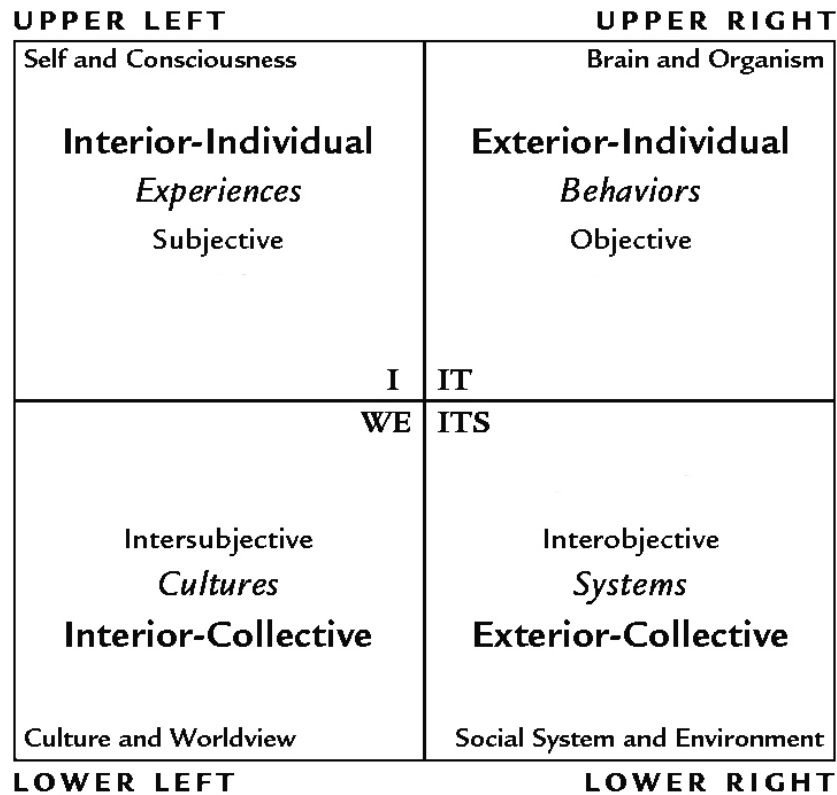 UPPER LEFT
UPPER RIGHT
Self and Consciousness
Brain and Organism
Interior-Individual
Experiences
Subjective
Exterior-Individual
Behaviors
Objective
I
IT
WE
ITS
Intersubjective
Cultures
Interior-Collective
Interobjective
Systems
Exterior-Collective
Culture and Worldview
Social System and Environment
LOWER LEFT
LOWER RIGHT